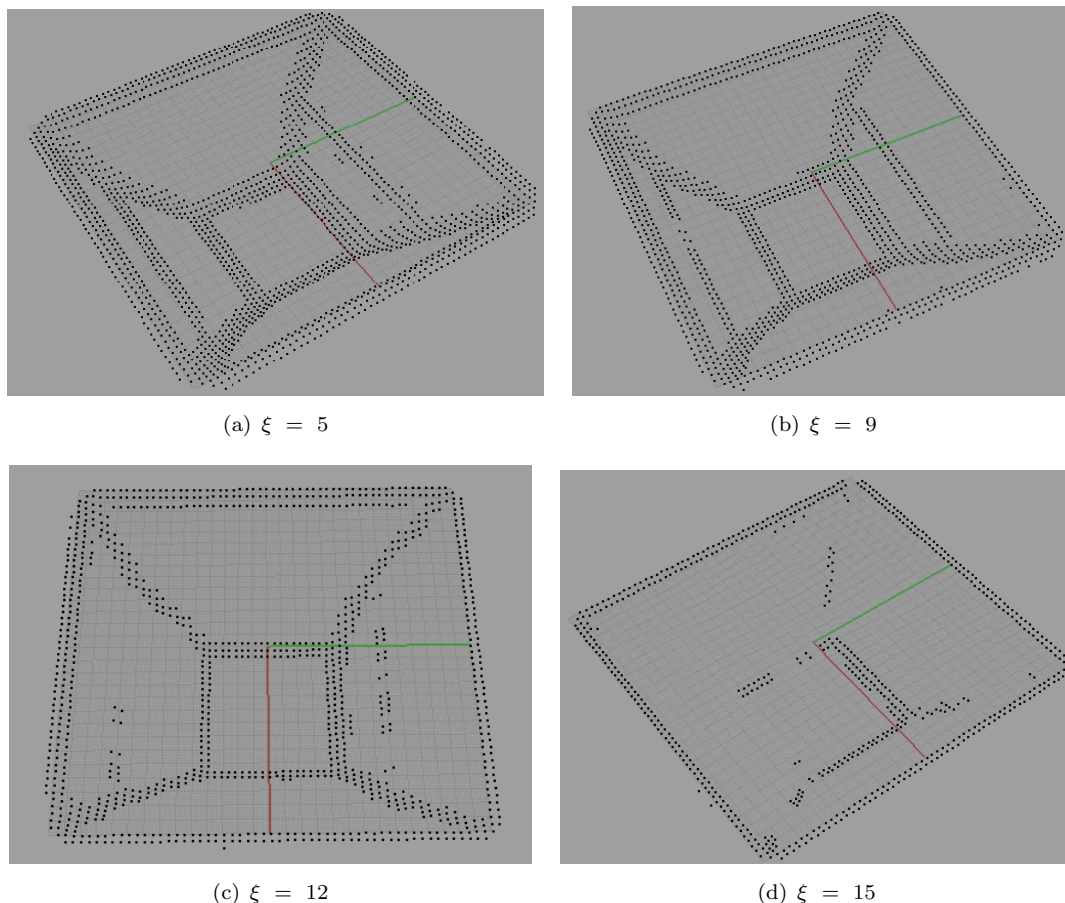 (a) ξ = 5
(b) ξ = 9
(c) ξ = 12
(d) ξ = 15